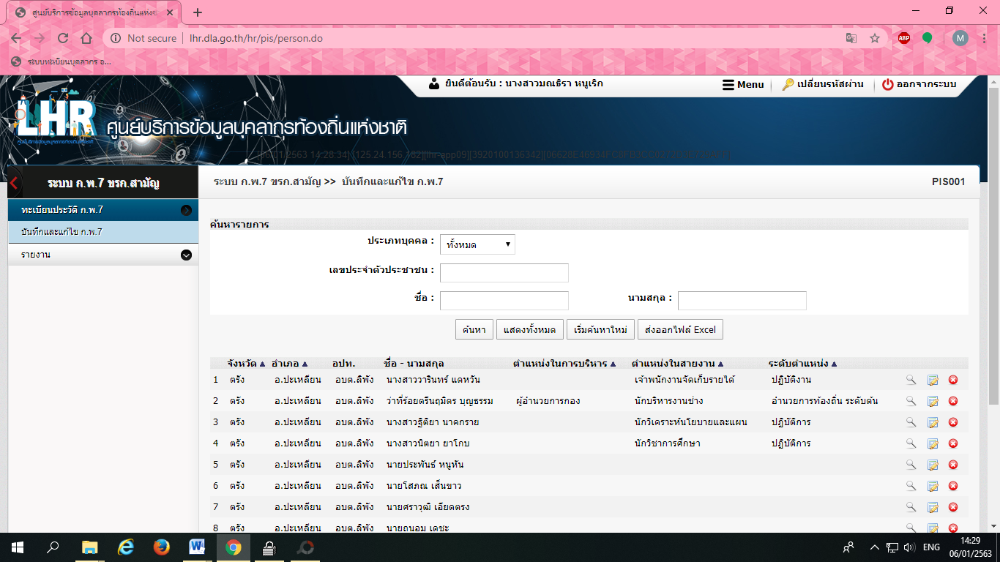 ศูนย์บริการข้อมูลบุคลากรท้องถิ่นแห่งช
Not secure | lhr.dla.go.th/hr/pis/person.do
ABP
M
ระบบทะเบียนบุคลากร อ...
ยินดีต้อนรับ : นางสาวมณธิรา หนูเริก
Menu
เปลี่ยนรหัสผ่าน
ออกจากระบบ
LHR
ศูนย์บริการข้อมูลบุคลากรท้องถิ่นแห่งชาติ
ระบบ ก.พ.7 ขรก.สามัญ
ระบบ ก.พ.7 ขรก.สามัญ >> บันทึกและแก้ไข ก.พ.7
PIS001
ทะเบียนประวัติ ก.พ.7
บันทึกและแก้ไข ก.พ.7
รายงาน
ค้นหารายการ
ประเภทบุคคล : ทั้งหมด
เลขประจำตัวประชาชน :
ชื่อ : นามสกุล :
ค้นหา แสดงทั้งหมด เริ่มค้นหาใหม่ ส่งออกไฟล์ Excel
จังหวัด อำเภอ อปท. ชื่อ - นามสกุล ตำแหน่งในการบริหาร ตำแหน่งในสายงาน ระดับตำแหน่ง
1 ตรัง อ.ปะเหลียน อบต.ลิพัง นางสาววารินทร์ แดหวัน เจ้าพนักงานจัดเก็บรายได้ ปฏิบัติงาน
2 ตรัง อ.ปะเหลียน อบต.ลิพัง ว่าที่ร้อยตรีนฤมิตร บุญธรรม ผู้อำนวยการกอง นักบริหารงานช่าง อำนวยการท้องถิ่น ระดับต้น
3 ตรัง อ.ปะเหลียน อบต.ลิพัง นางสาวฐิติยา นาคกราย นักวิเคราะห์นโยบายและแผน ปฏิบัติการ
4 ตรัง อ.ปะเหลียน อบต.ลิพัง นางสาวนิตยา ยาโกบ นักวิชาการศึกษา ปฏิบัติการ
5 ตรัง อ.ปะเหลียน อบต.ลิพัง นายประพันธ์ หนูหัน
6 ตรัง อ.ปะเหลียน อบต.ลิพัง นายโสภณ เส็นขาว
7 ตรัง อ.ปะเหลียน อบต.ลิพัง นายศราวุฒิ เอียดตรง
8 ตรัง อ.ปะเหลียน อบต.ลิพัง นายถนอม เดชะ
ENG
14:29
06/01/2563